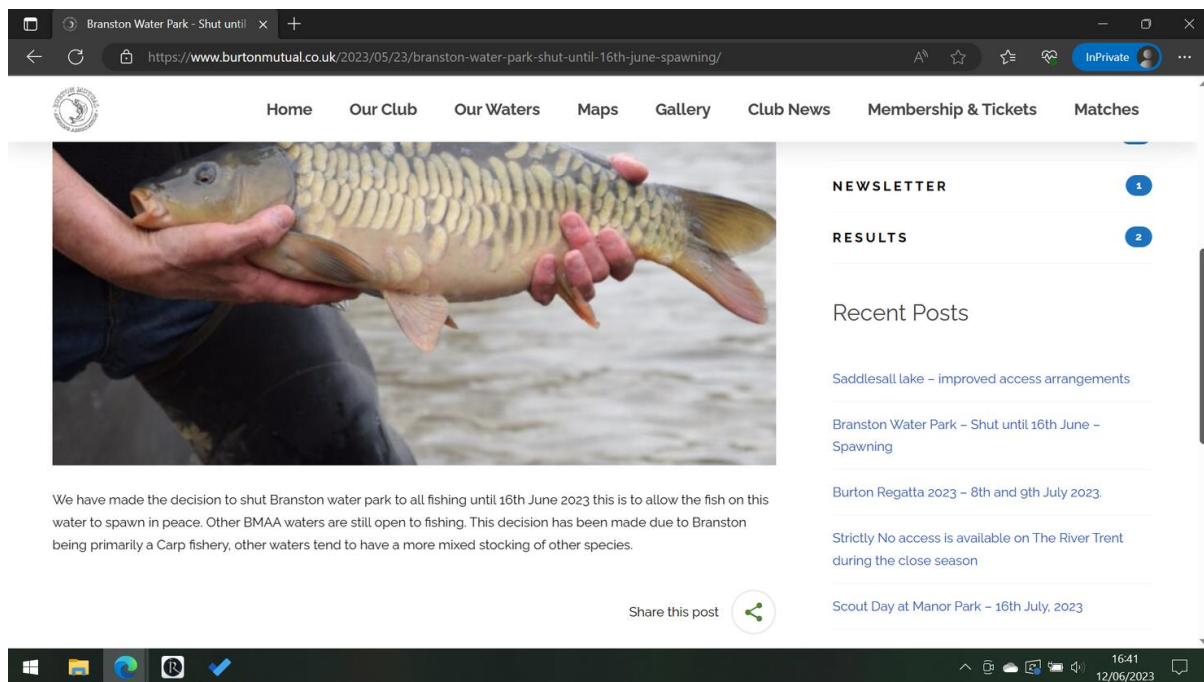 Branston Water Park - Shut until
https://www.burtonmutual.co.uk/2023/05/23/branston-water-park-shut-until-16th-june-spawning/
InPrivate
Home Our Club Our Waters Maps Gallery Club News Membership & Tickets Matches
NEWSLETTER 1
RESULTS 2
Recent Posts
Saddlesall lake – improved access arrangements
Branston Water Park – Shut until 16th June –
Spawning
Burton Regatta 2023 – 8th and 9th July 2023.
Strictly No access is available on The River Trent
during the close season
Scout Day at Manor Park – 16th July, 2023
We have made the decision to shut Branston water park to all fishing until 16th June 2023 this is to allow the fish on this
water to spawn in peace. Other BMAA waters are still open to fishing. This decision has been made due to Branston
being primarily a Carp fishery, other waters tend to have a more mixed stocking of other species.
Share this post
16:41
12/06/2023